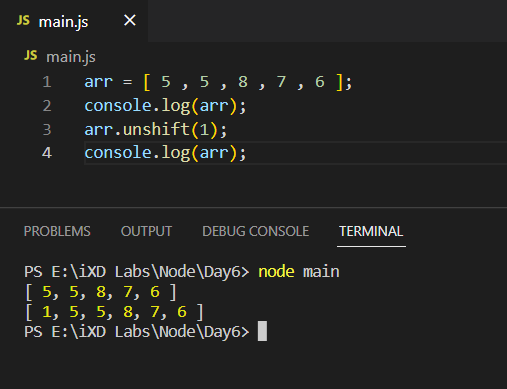 JS main.js ×
JS main.js
1 arr = [ 5 , 5 , 8 , 7 , 6 ];
2 console.log(arr);
3 arr.unshift(1);
4 console.log(arr);
PROBLEMS OUTPUT DEBUG CONSOLE TERMINAL
PS E:\iXD Labs\Node\Day6> node main
[ 5, 5, 8, 7, 6 ]
[ 1, 5, 5, 8, 7, 6 ]
PS E:\iXD Labs\Node\Day6>